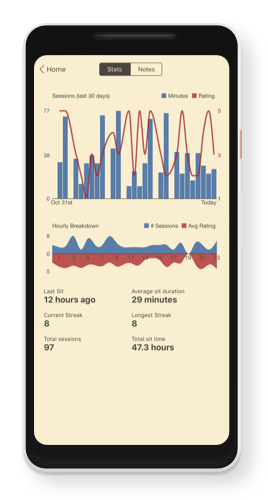 Home
Stats
Notes
Sessions (last 30 days)
Minutes
Rating
77
38
0
5
3
1
Oct 31st
Today
Hourly Breakdown
# Sessions
Avg Rating
8
0
5
1 3 5 7 9 11 13 15 17 19 21 23
Last Sit
12 hours ago
Average sit duration
29 minutes
Current Streak
8
Longest Streak
8
Total sessions
97
Total sit time
47.3 hours